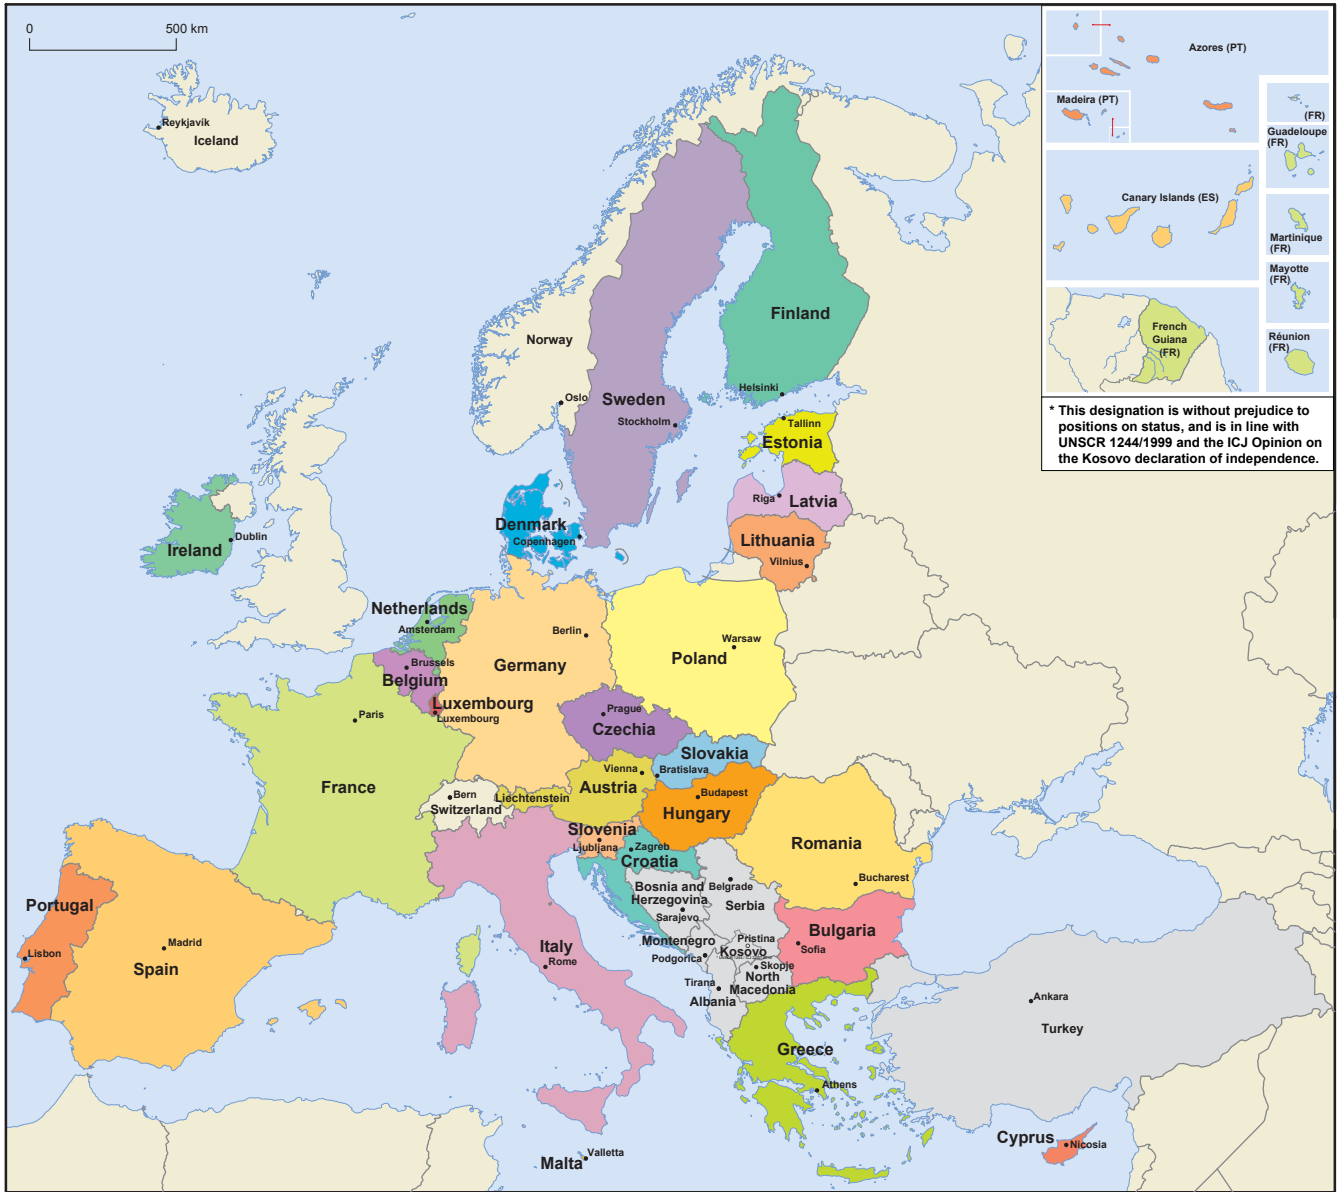 0
500 km
Reykjavík
Iceland
Azores (PT)
Madeira (PT)
(FR)
Guadeloupe
(FR)
Canary Islands (ES)
Martinique
(FR)
Mayotte
(FR)
French
Guiana
(FR)
Réunion
(FR)
* This designation is without prejudice to
positions on status, and is in line with
UNSCR 1244/1999 and the ICJ Opinion on
the Kosovo declaration of independence.
Finland
Norway
Helsinki
Oslo
Sweden
Stockholm
Tallinn
Estonia
Riga
Latvia
Denmark
Copenhagen
Dublin
Ireland
Lithuania
Vilnius
Netherlands
Amsterdam
Berlin
Warsaw
Poland
Germany
Brussels
Belgium
Luxembourg
Luxembourg
Paris
Prague
Czechia
Slovakia
Bratislava
Vienna
Austria
France
Bern
Switzerland
Liechtenstein
Budapest
Hungary
Slovenia
Ljubljana
Zagreb
Croatia
Romania
Bucharest
Bosnia and
Herzegovina
Sarajevo
Belgrade
Serbia
Portugal
Lisbon
Madrid
Spain
Italy
Rome
Montenegro
Podgorica
Pristina
Kosovo
Bulgaria
Sofia
Skopje
North
Macedonia
Tirana
Albania
Ankara
Turkey
Greece
Athens
Cyprus
Nicosia
Malta
Valletta